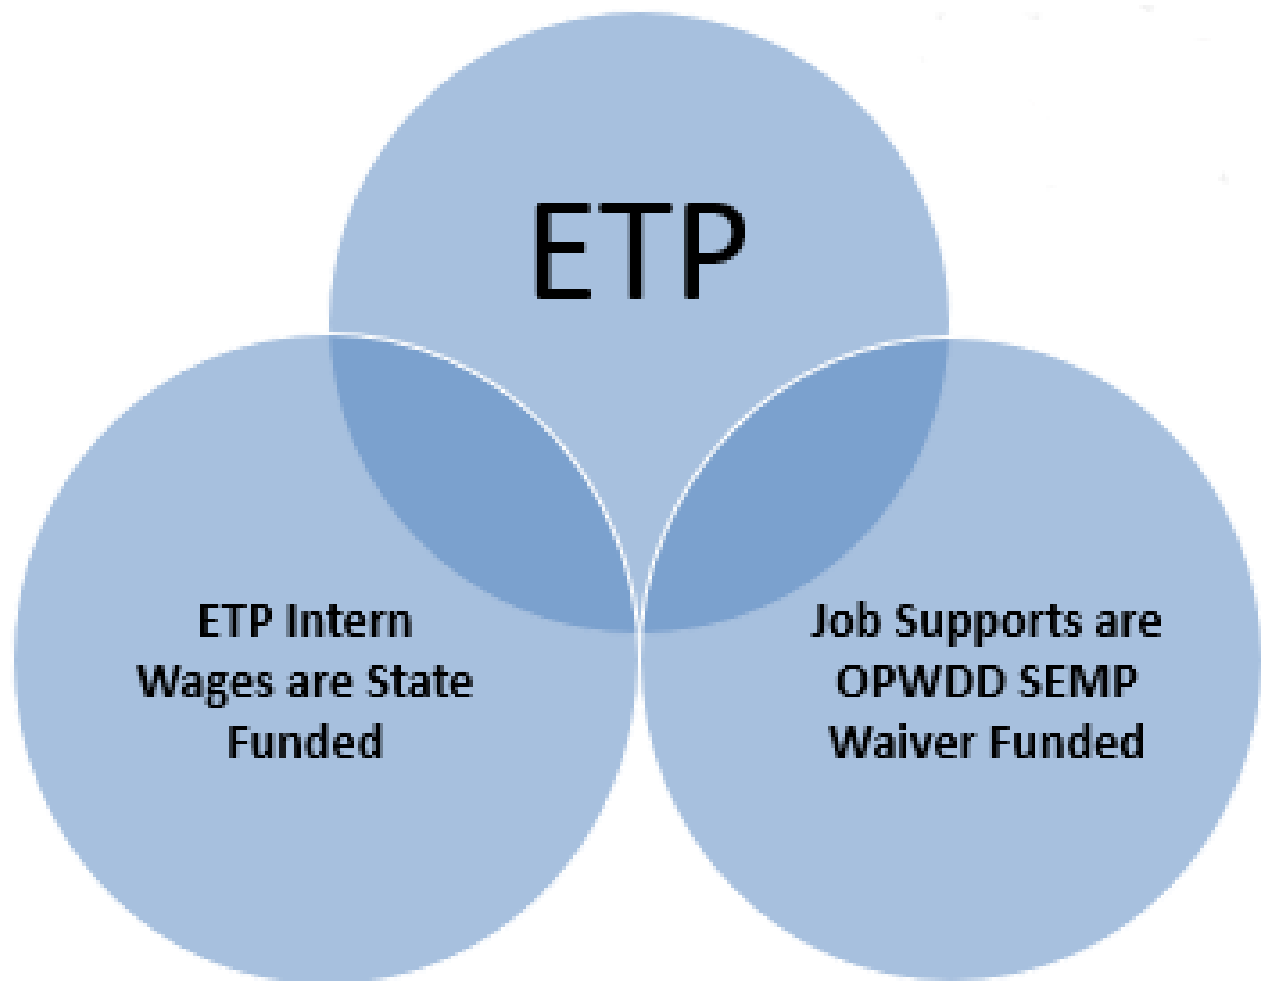 ETP
ETP Intern
Wages are State
Funded
Job Supports are
OPWDD SEMP
Waiver Funded